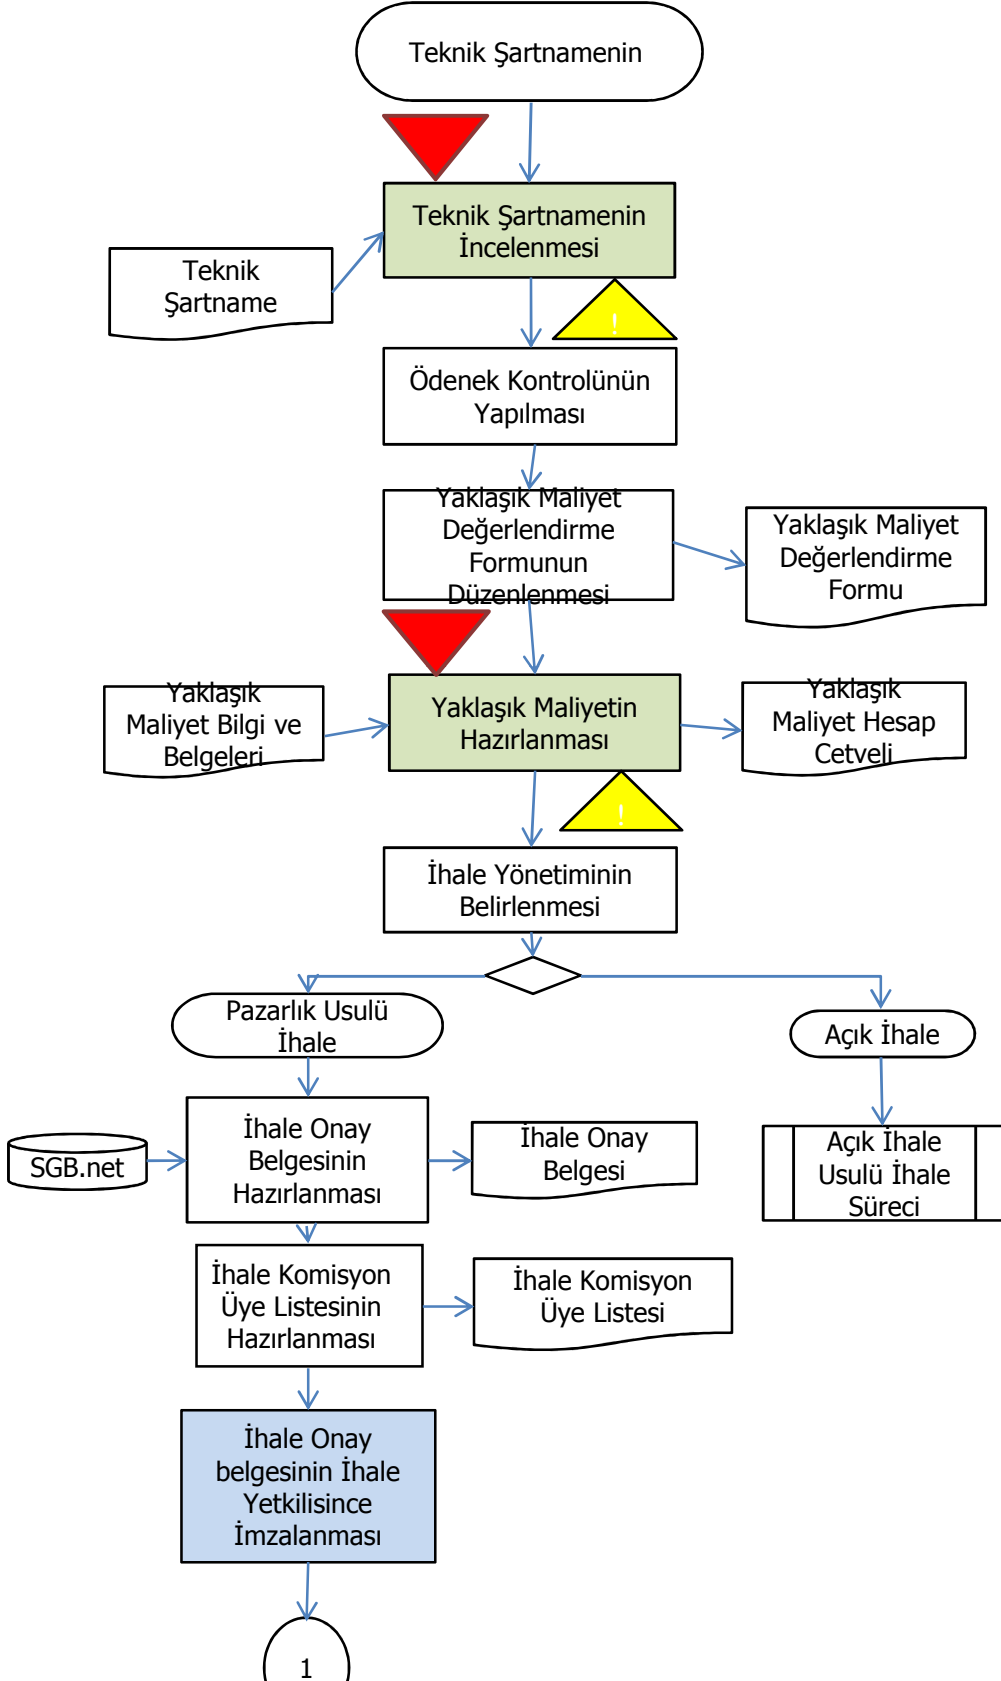 Teknik Şartnamenin
Teknik Şartnamenin
İncelenmesi
Teknik
Şartname
!
Ödenek Kontrolünün
Yapılması
Yaklaşık Maliyet
Değerlendirme
Formunun
Düzenlenmesi
Yaklaşık Maliyet
Değerlendirme
Formu
Yaklaşık
Maliyet Bilgi ve
Belgeleri
Yaklaşık Maliyetin
Hazırlanması
Yaklaşık
Maliyet Hesap
Cetveli
!
İhale Yönetiminin
Belirlenmesi
Pazarlık Usulü
İhale
Açık İhale
SGB.net
İhale Onay
Belgesinin
Hazırlanması
İhale Onay
Belgesi
Açık İhale
Usulü İhale
Süreci
İhale Komisyon
Üye Listesinin
Hazırlanması
İhale Komisyon
Üye Listesi
İhale Onay
belgesinin İhale
Yetkilisince
İmzalanması
1